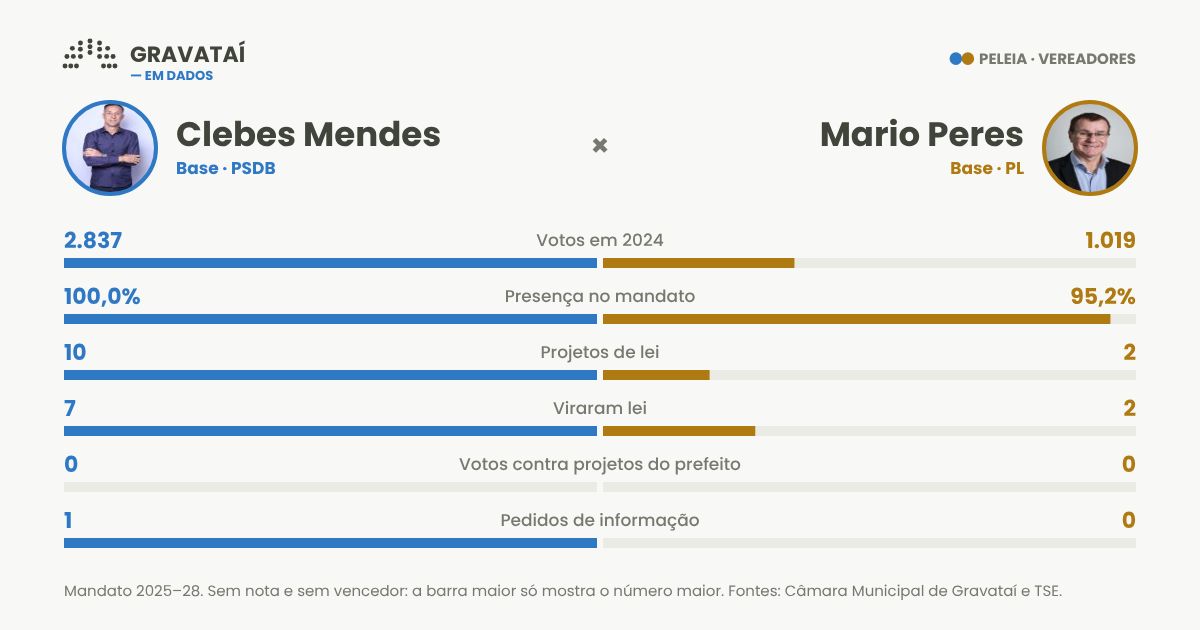 GRAVATAÍ
— EM DADOS
PELEIA · VEREADORES
Clebes Mendes
Base · PSDB
×
Mario Peres
Base · PL
2.837 Votos em 2024 1.019
100,0% Presença no mandato 95,2%
10 Projetos de lei 2
7 Viraram lei 2
0 Votos contra projetos do prefeito 0
1 Pedidos de informação 0
Mandato 2025–28. Sem nota e sem vencedor: a barra maior só mostra o número maior. Fontes: Câmara Municipal de Gravataí e TSE.